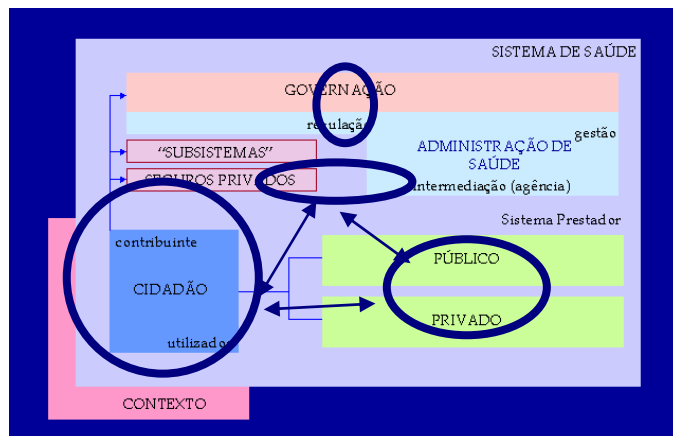 SISTEMA DE SAÚDE
GOVERNAÇÃO
regulação
gestão
“SUBSISTEMAS”
ADMINISTRAÇÃO DE
SAÚDE
SEGUROS PRIVADOS
intermediação (agência)
Sistema Prestador
contribuinte
PÚBLICO
CIDADÃO
PRIVADO
utilizador
CONTEXTO